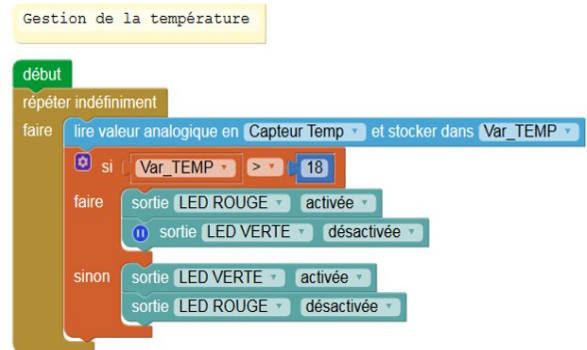 Gestion de la température
début
répéter indéfiniment
faire lire valeur analogique en Capteur Temp et stocker dans Var_TEMP
si Var_TEMP > 18
faire sortie LED ROUGE activée
sortie LED VERTE désactivée
sinon sortie LED VERTE activée
sortie LED ROUGE désactivée